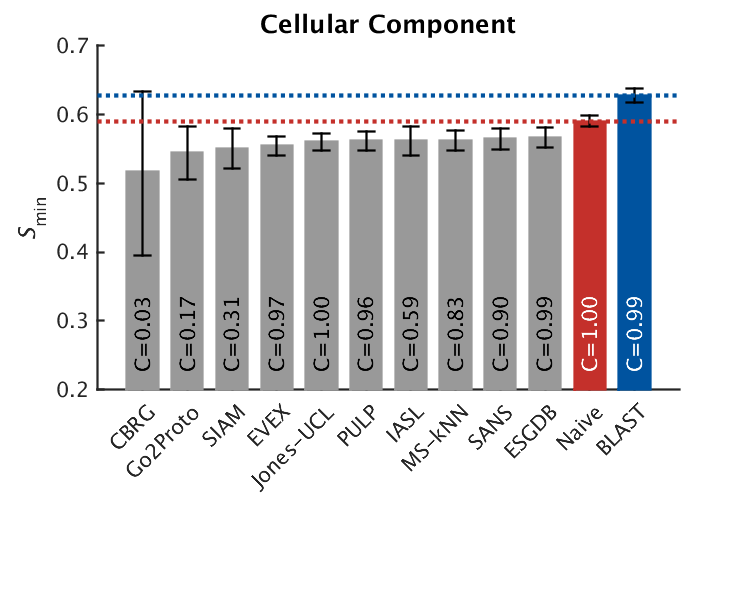 Cellular Component
0.7
0.6
0.5
0.4
0.3
0.2
Smin
C=0.03
C=0.17
C=0.31
C=0.97
C=1.00
C=0.96
C=0.59
C=0.83
C=0.90
C=0.99
C=1.00
C=0.99
CBRG
Go2Proto
SIAM
EVEX
Jones-UCL
PULP
IASL
MS-kNN
SANS
ESGDB
Naive
BLAST